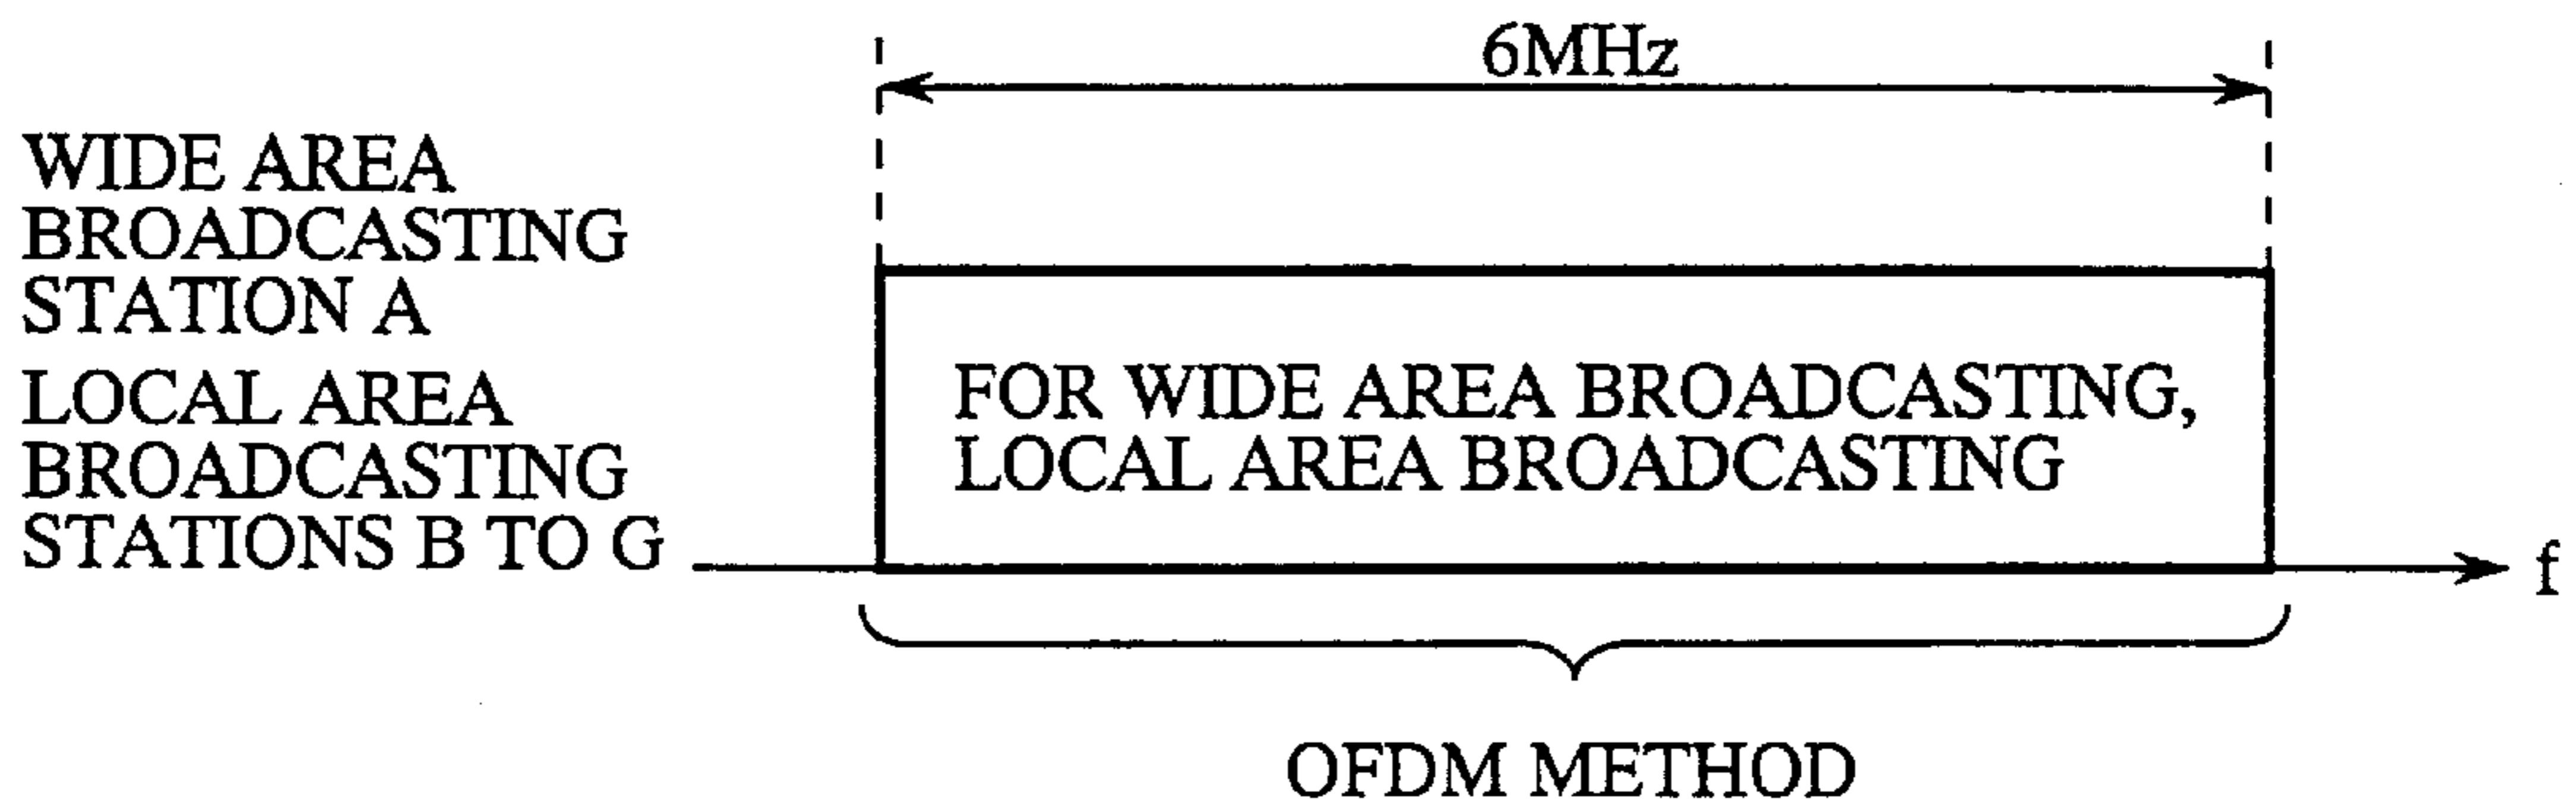 6MHz
WIDE AREA
BROADCASTING
STATION A
LOCAL AREA
BROADCASTING
STATIONS B TO G
FOR WIDE AREA BROADCASTING,
LOCAL AREA BROADCASTING
f
OFDM METHOD